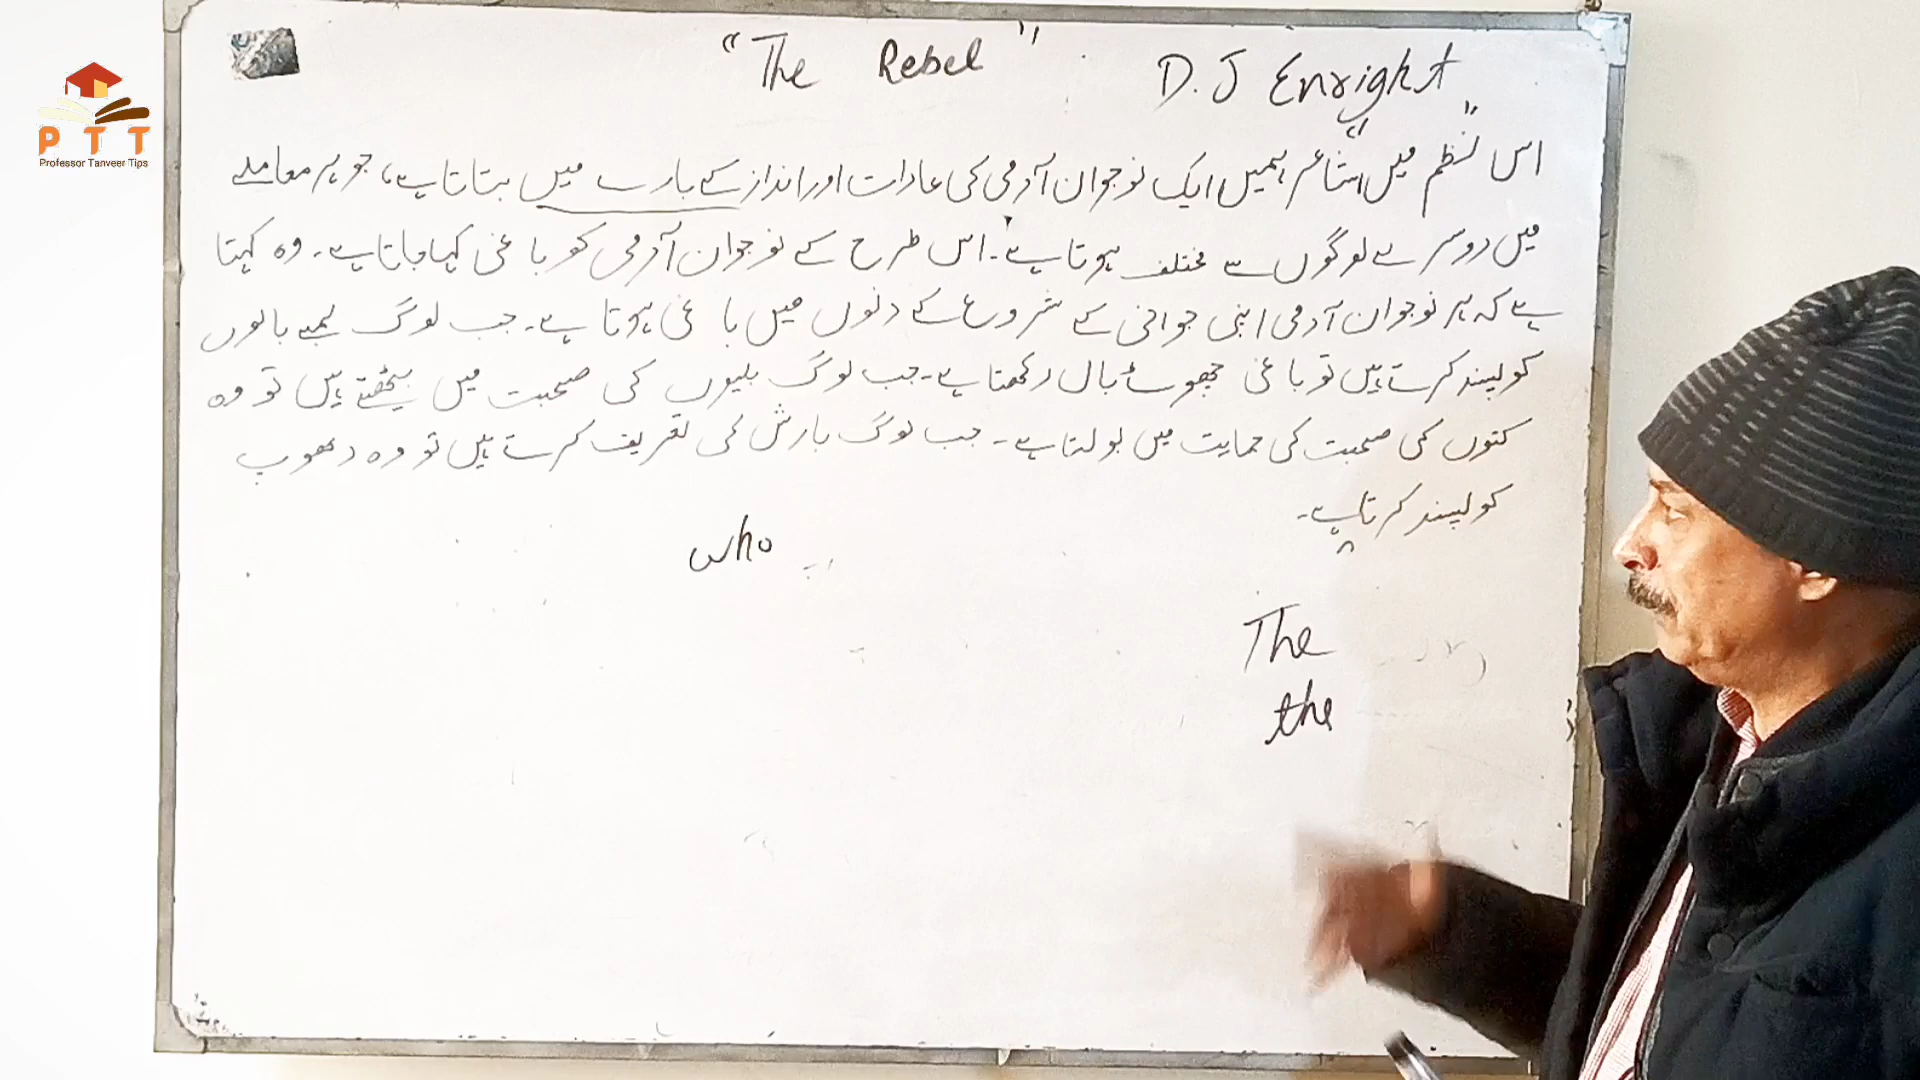 PTT
Professor Tanveer Tips
"The Rebel"
D.J Enright
اس نظم میں "شاعر" ہمیں ایک نوجوان آدمی کی عادات اور انداز کے بارے میں بتاتا ہے، جو ہر معاملے
میں دوسرے لوگوں سے مختلف ہوتا ہے۔ اس طرح کے نوجوان آدمی کو باغی کہا جاتا ہے۔ وہ کہتا
ہے کہ ہر نوجوان آدمی اپنی جوانی کے شروع کے دنوں میں باغی ہوتا ہے۔ جب لوگ لمبے بالوں
کو پسند کرتے ہیں تو باغی چھوٹے بال رکھتا ہے۔ جب لوگ بلیوں کی صحبت میں بیٹھتے ہیں تو وہ
کتوں کی صحبت کی حمایت میں بولتا ہے۔ جب لوگ بارش کی تعریف کرتے ہیں تو وہ دھوپ
کو پسند کرتا ہے۔
who
The
the